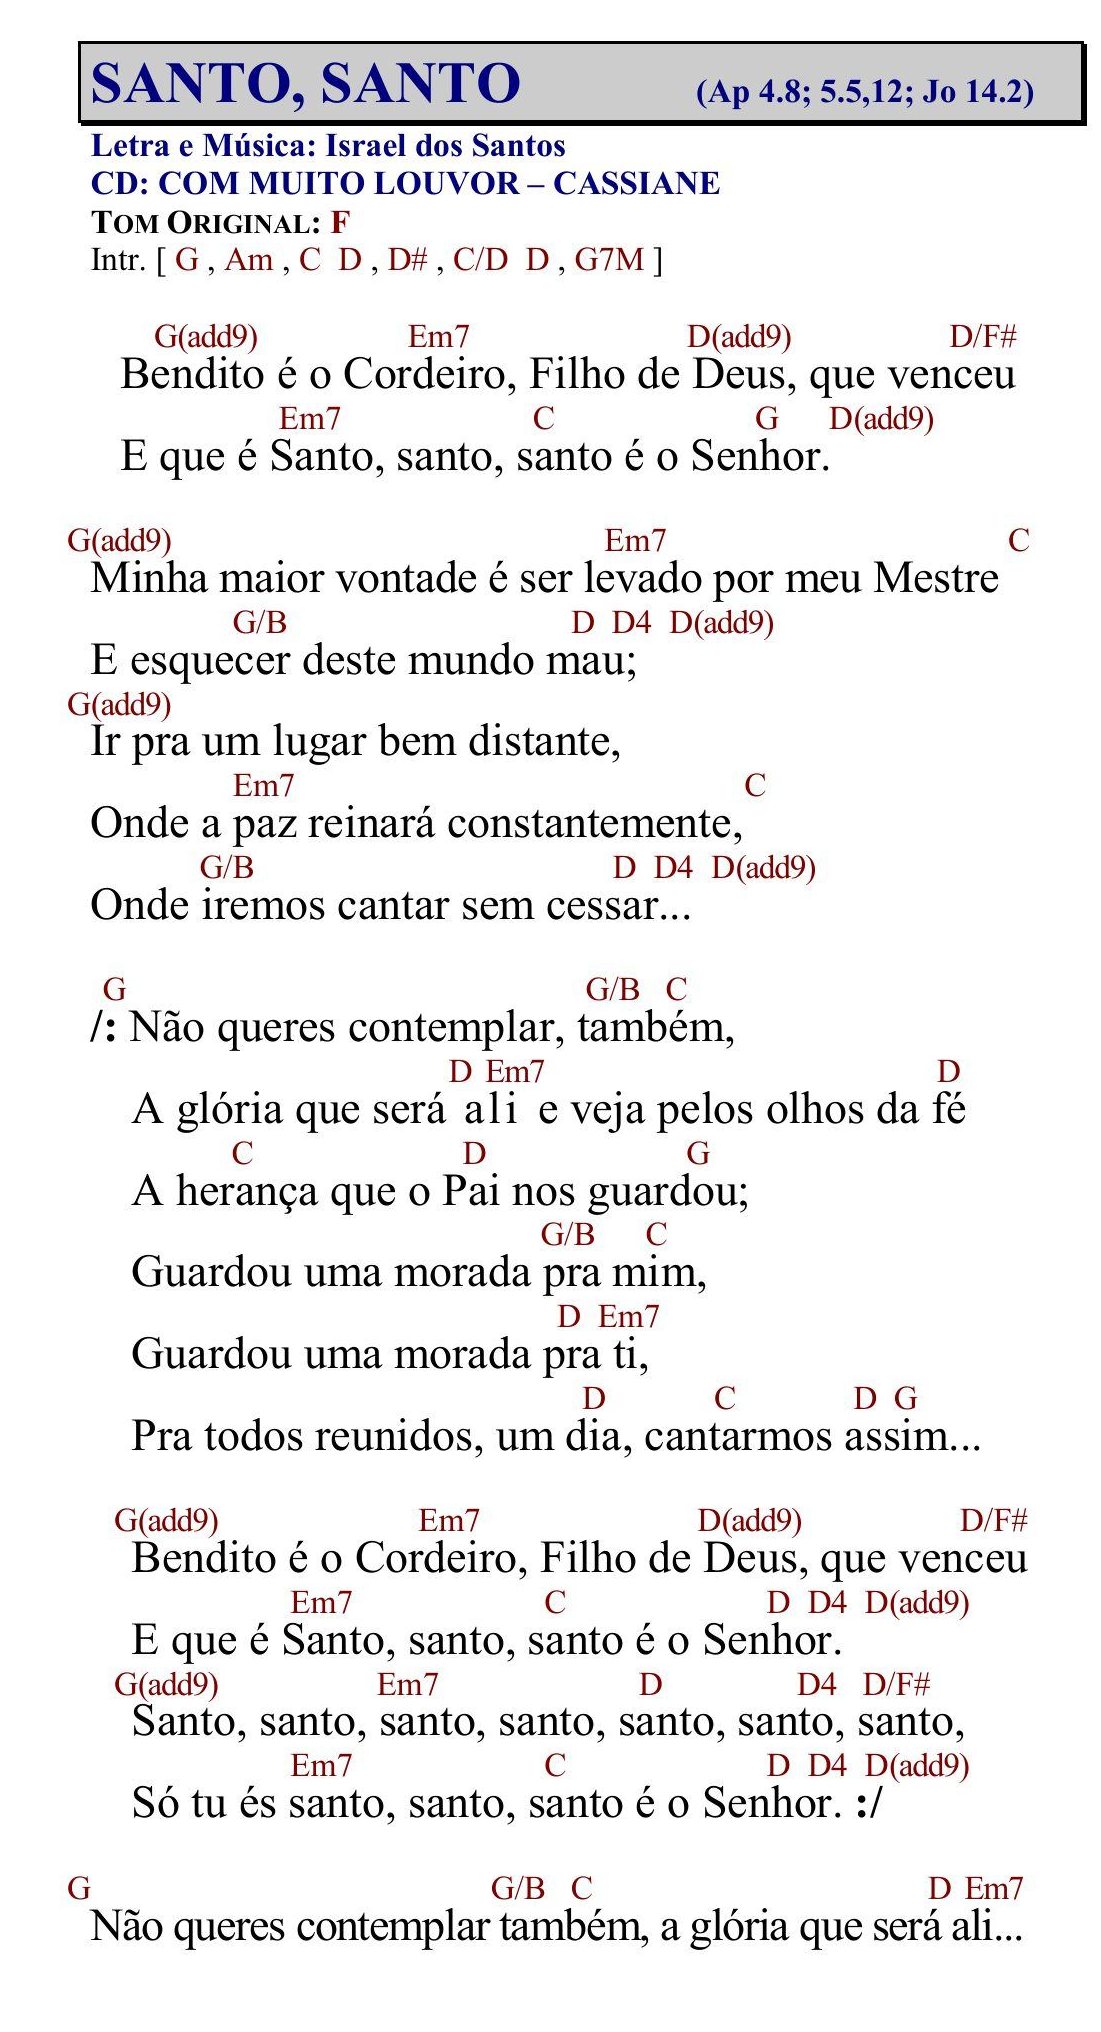 SANTO, SANTO (Ap 4.8; 5.5,12; Jo 14.2)
Letra e Música: Israel dos Santos
CD: COM MUITO LOUVOR – CASSIANE
TOM ORIGINAL: F
Intr. [ G , Am , C D , D# , C/D D , G7M ]
G(add9) Em7 D(add9) D/F#
Bendito é o Cordeiro, Filho de Deus, que venceu
Em7 C G D(add9)
E que é Santo, santo, santo é o Senhor.
G(add9) Em7 C
Minha maior vontade é ser levado por meu Mestre
G/B D D4 D(add9)
E esquecer deste mundo mau;
G(add9)
Ir pra um lugar bem distante,
Em7 C
Onde a paz reinará constantemente,
G/B D D4 D(add9)
Onde iremos cantar sem cessar...
G G/B C
/: Não queres contemplar, também,
D Em7 D
A glória que será ali e veja pelos olhos da fé
C D G
A herança que o Pai nos guardou;
G/B C
Guardou uma morada pra mim,
D Em7
Guardou uma morada pra ti,
D C D G
Pra todos reunidos, um dia, cantarmos assim...
G(add9) Em7 D(add9) D/F#
Bendito é o Cordeiro, Filho de Deus, que venceu
Em7 C D D4 D(add9)
E que é Santo, santo, santo é o Senhor.
G(add9) Em7 D D4 D/F#
Santo, santo, santo, santo, santo, santo, santo,
Em7 C D D4 D(add9)
Só tu és santo, santo, santo é o Senhor. :/
G G/B C D Em7
Não queres contemplar também, a glória que será ali...